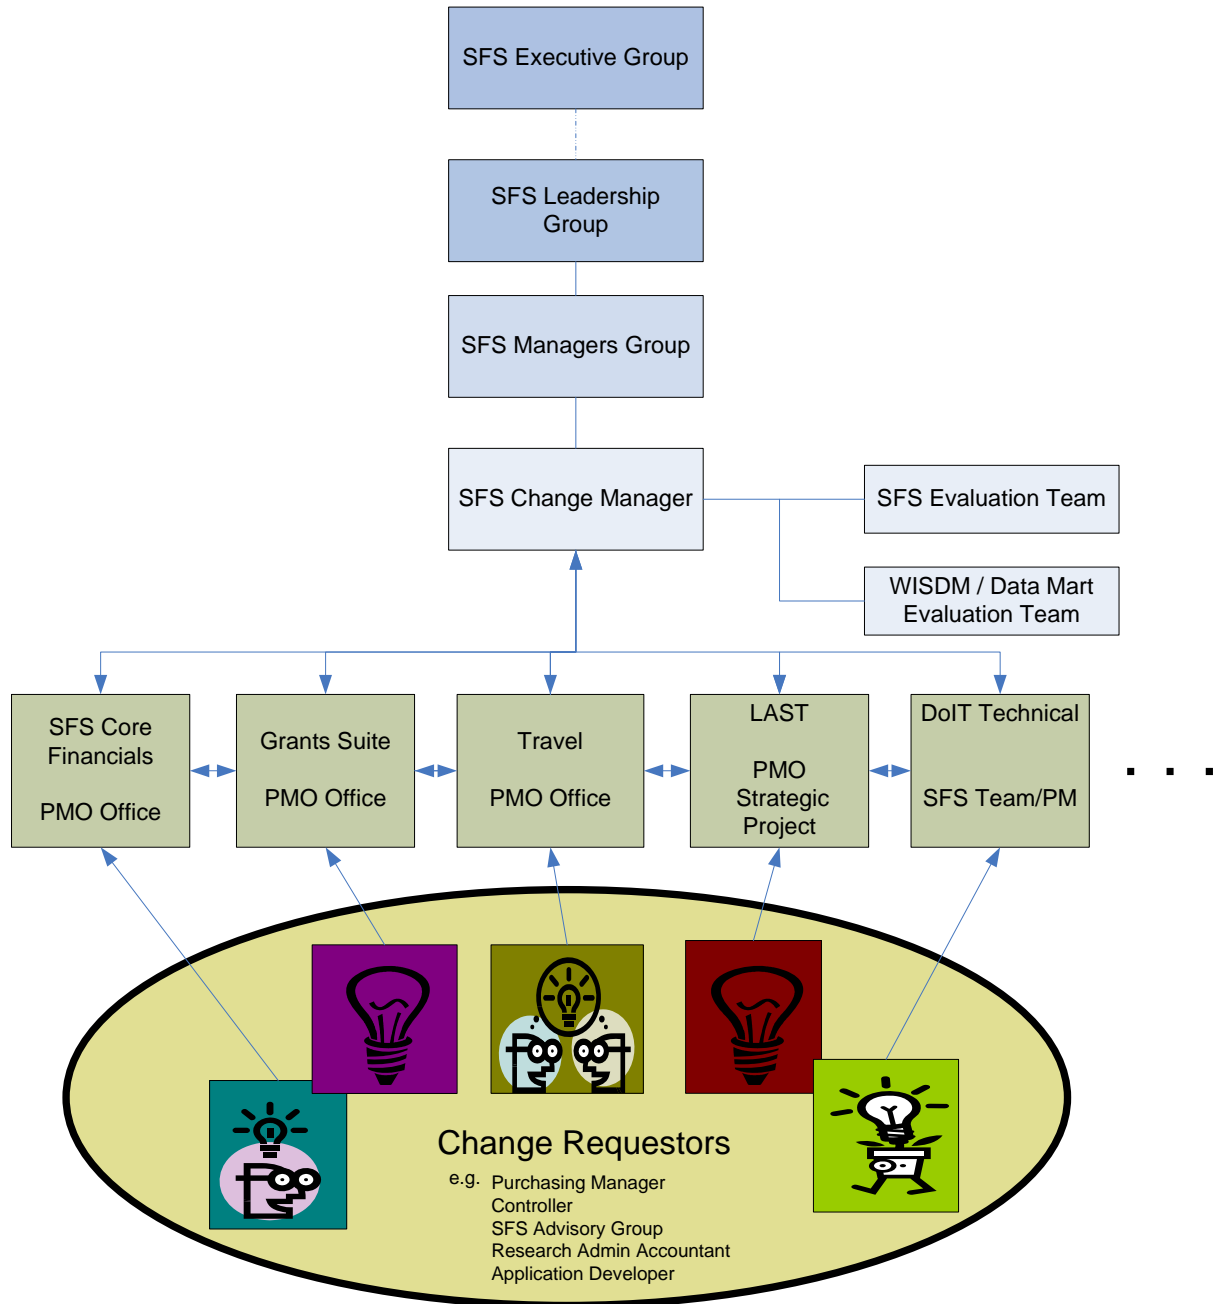 SFS Executive Group
SFS Leadership
Group
SFS Managers Group
SFS Change Manager
SFS Evaluation Team
WISDM / Data Mart
Evaluation Team
SFS Core
Financials
PMO Office
Grants Suite
PMO Office
Travel
PMO Office
LAST
PMO
Strategic
Project
DoIT Technical
SFS Team/PM
. . .
Change Requestors
e.g. Purchasing Manager
Controller
SFS Advisory Group
Research Admin Accountant
Application Developer